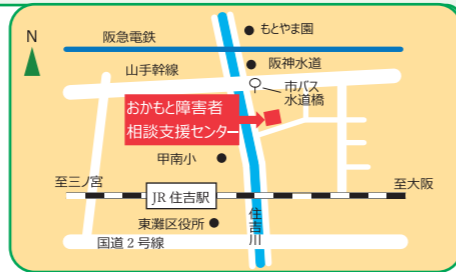 N
阪急電鉄
もとやま園
阪神水道
山手幹線
市バス
水道橋
おかもと障害者
相談支援センター
甲南小
至三ノ宮
至大阪
JR 住吉駅
東灘区役所
住吉川
国道 2 号線